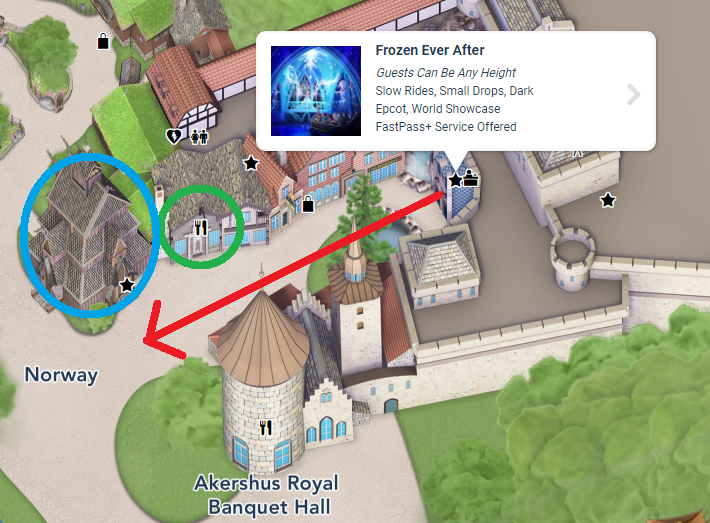 Frozen Ever After
Guests Can Be Any Height
Slow Rides, Small Drops, Dark
Epcot, World Showcase
FastPass+ Service Offered
Norway
Akershus Royal
Banquet Hall